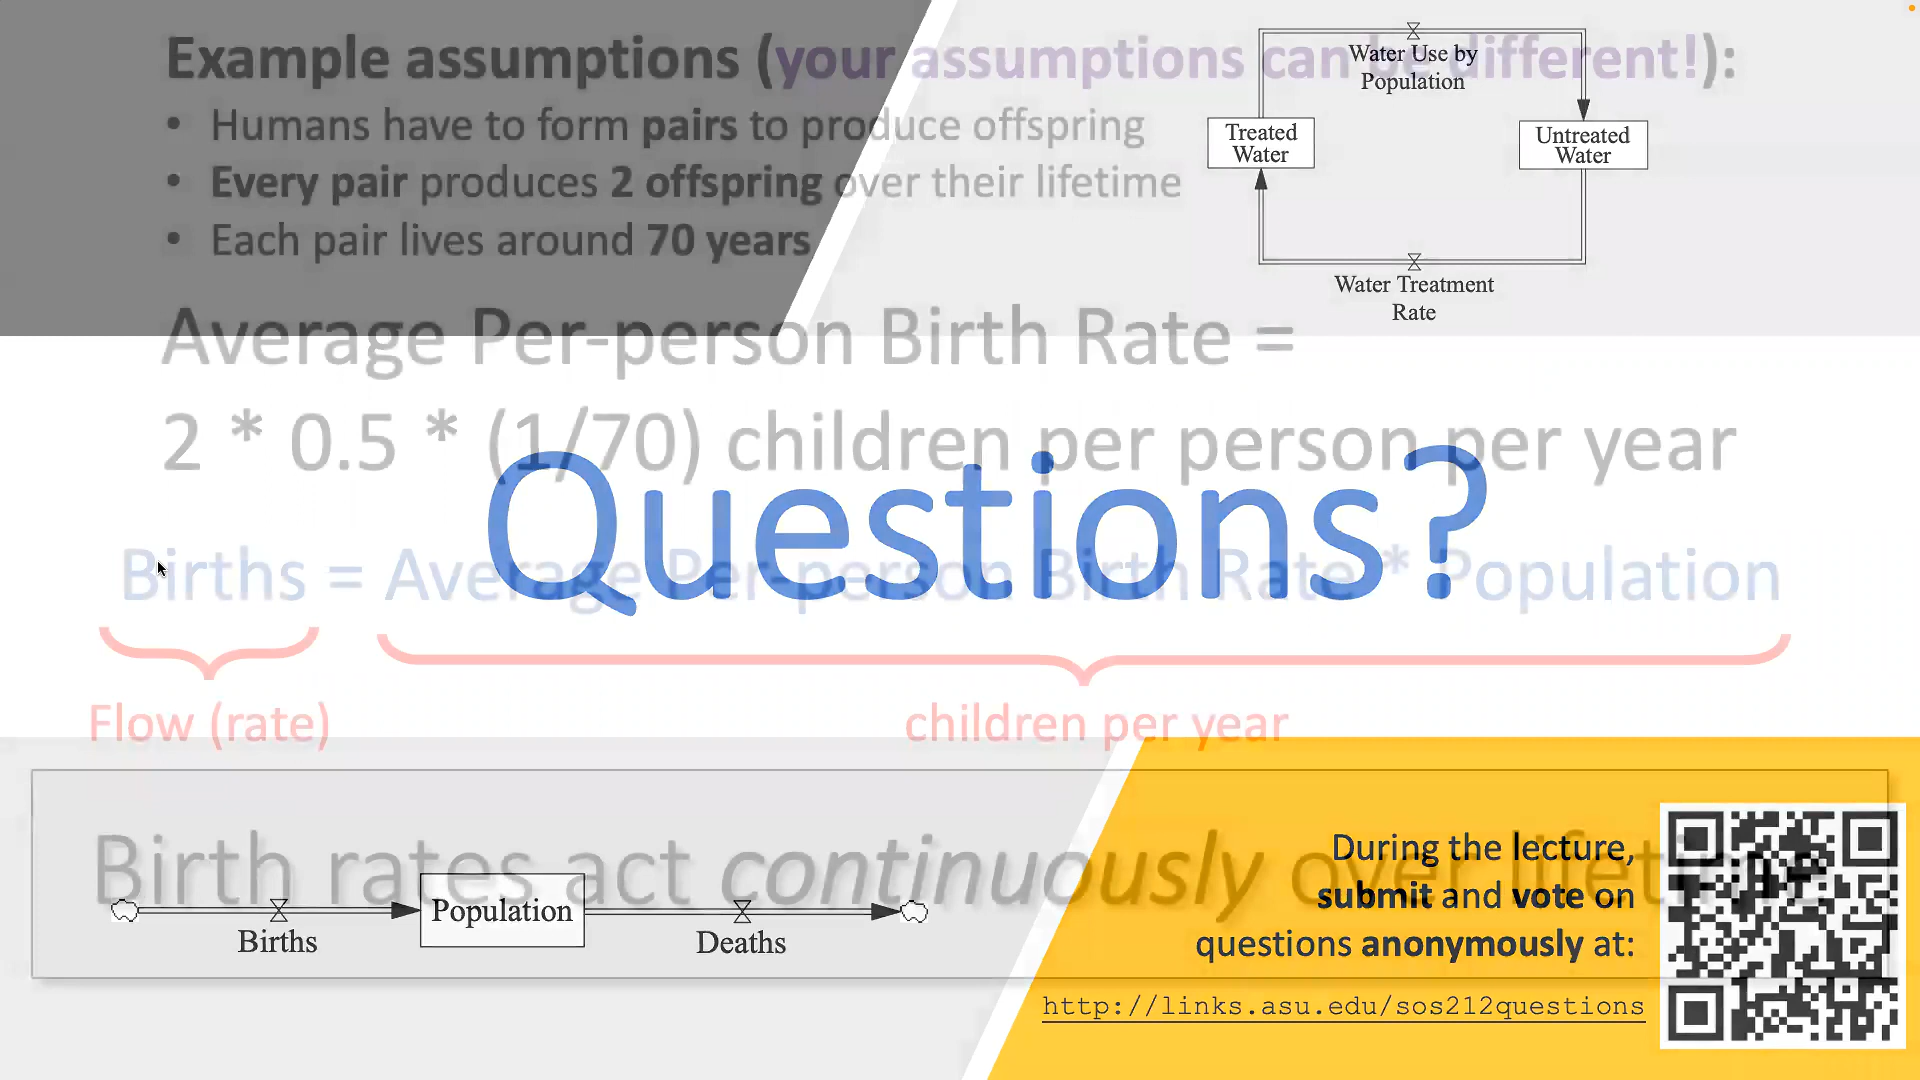 Example assumptions (your assumptions can be different!):
• Humans have to form pairs to produce offspring
• Every pair produces 2 offspring over their lifetime
• Each pair lives around 70 years
Water Use by
Population
Treated
Water
Untreated
Water
Water Treatment
Rate
Average Per-person Birth Rate =
2 * 0.5 * (1/70) children per person per year
Questions?
Births = Average Per-person Birth Rate * Population
Flow (rate)
children per year
Birth rates act continuously over lifetime
Population
Births
Deaths
During the lecture,
submit and vote on
questions anonymously at:
http://links.asu.edu/sos212questions